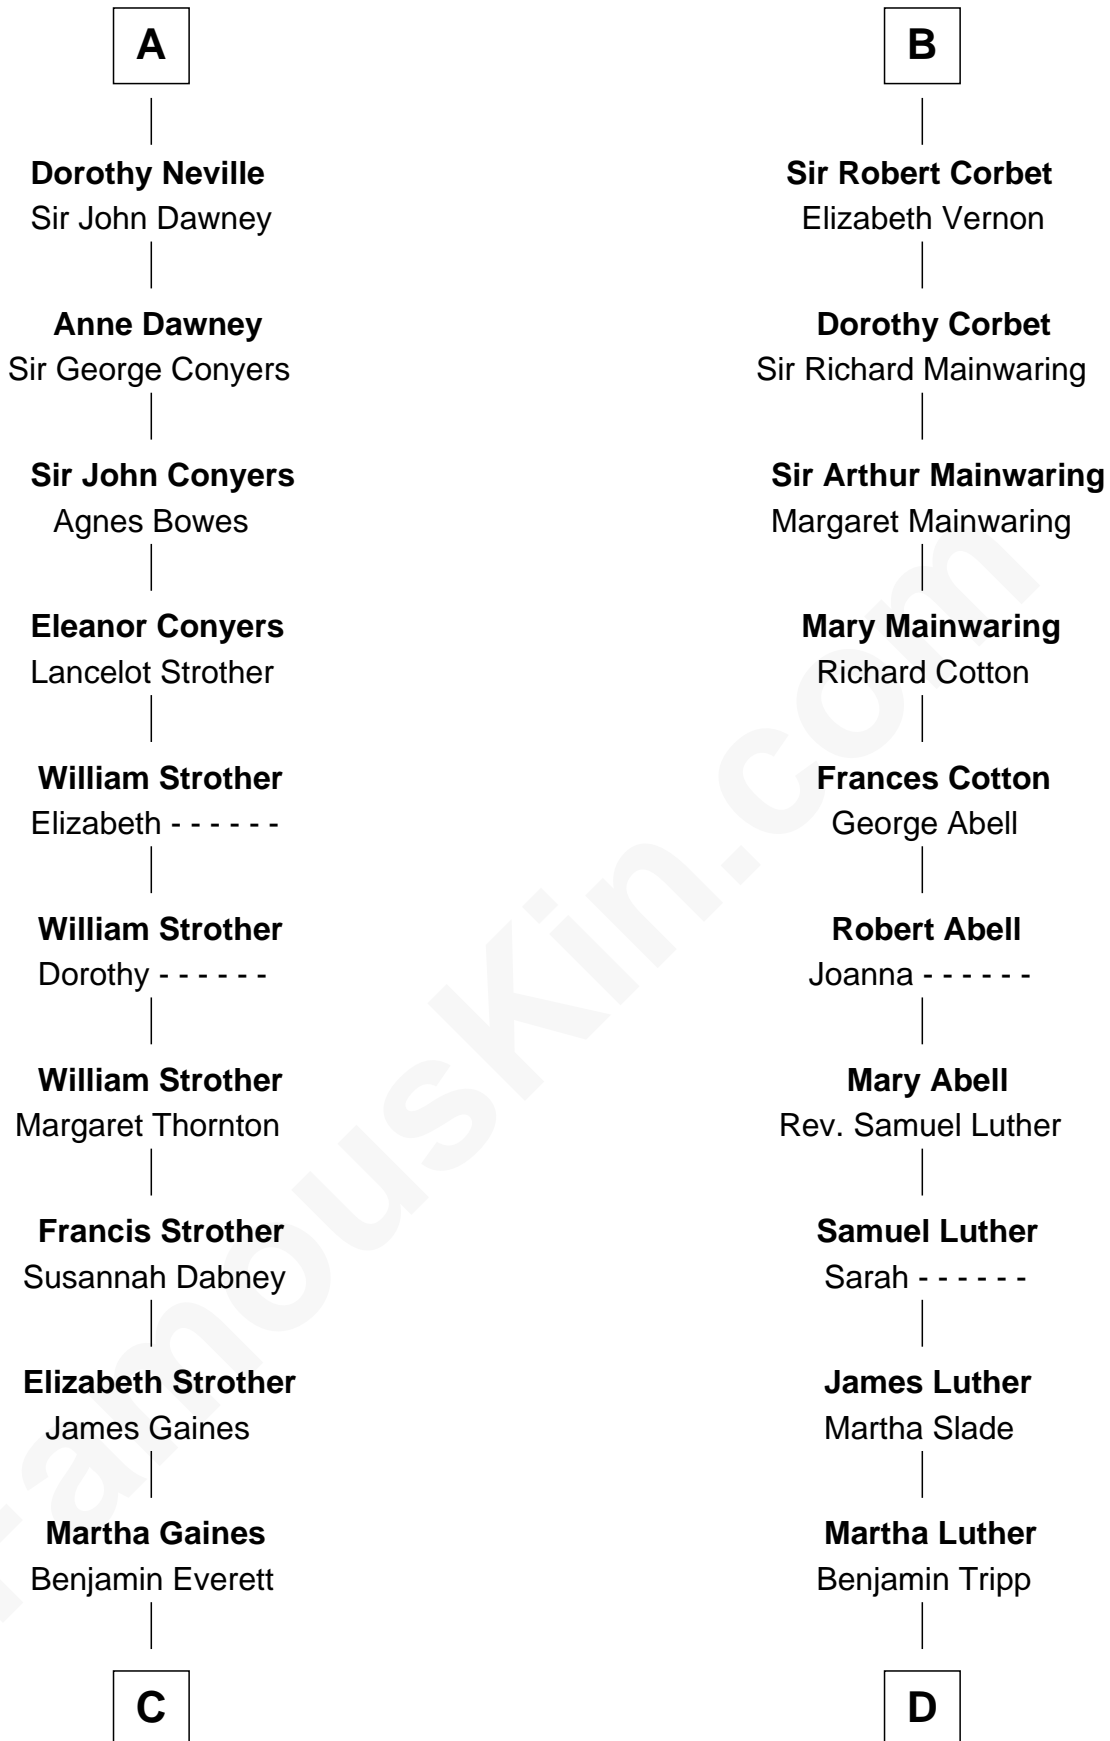 A
Dorothy Neville
Sir John Dawney
Anne Dawney
Sir George Conyers
Sir John Conyers
Agnes Bowes
Eleanor Conyers
Lancelot Strother
William Strother
Elizabeth - - - - - -
William Strother
Dorothy - - - - - -
William Strother
Margaret Thornton
Francis Strother
Susannah Dabney
Elizabeth Strother
James Gaines
Martha Gaines
Benjamin Everett
C
B
Sir Robert Corbet
Elizabeth Vernon
Dorothy Corbet
Sir Richard Mainwaring
Sir Arthur Mainwaring
Margaret Mainwaring
Mary Mainwaring
Richard Cotton
Frances Cotton
George Abell
Robert Abell
Joanna - - - - - -
Mary Abell
Rev. Samuel Luther
Samuel Luther
Sarah - - - - - -
James Luther
Martha Slade
Martha Luther
Benjamin Tripp
D
FamousKin.com